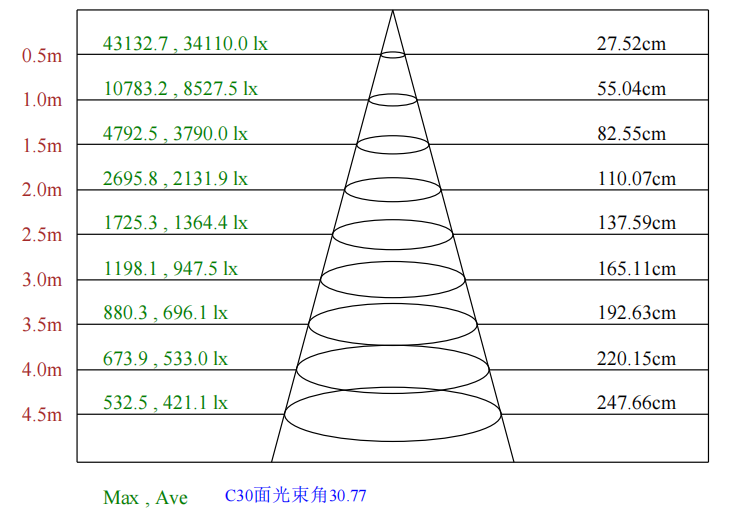 43132.7 , 34110.0 lx 27.52cm
0.5m
10783.2 , 8527.5 lx 55.04cm
1.0m
4792.5 , 3790.0 lx 82.55cm
1.5m
2695.8 , 2131.9 lx 110.07cm
2.0m
1725.3 , 1364.4 lx 137.59cm
2.5m
1198.1 , 947.5 lx 165.11cm
3.0m
880.3 , 696.1 lx 192.63cm
3.5m
673.9 , 533.0 lx 220.15cm
4.0m
532.5 , 421.1 lx 247.66cm
4.5m
Max , Ave C30面光束角30.77